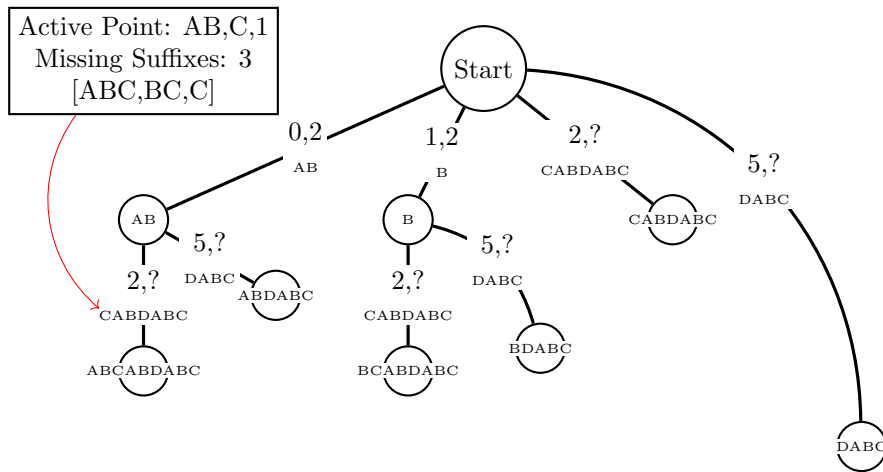 Active Point: AB,C,1
Missing Suffixes: 3
[ABC,BC,C]
Start
0,2
AB
1,2
B
2,?
CABDABC
5,?
DABC
AB
B
CABDABC
5,?
DABC
5,?
DABC
2,?
CABDABC
2,?
CABDABC
ABDABC
BDABC
ABCABDABC
BCABDABC
DABC